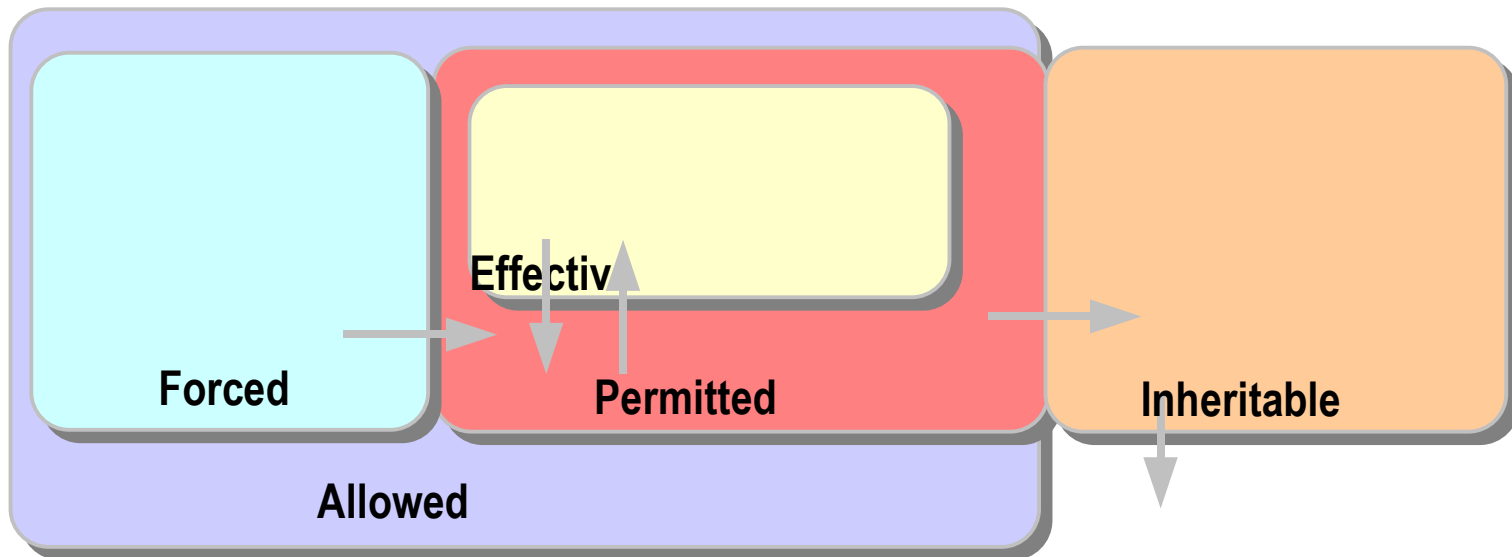 Effectiv
Forced
Permitted
Inheritable
Allowed